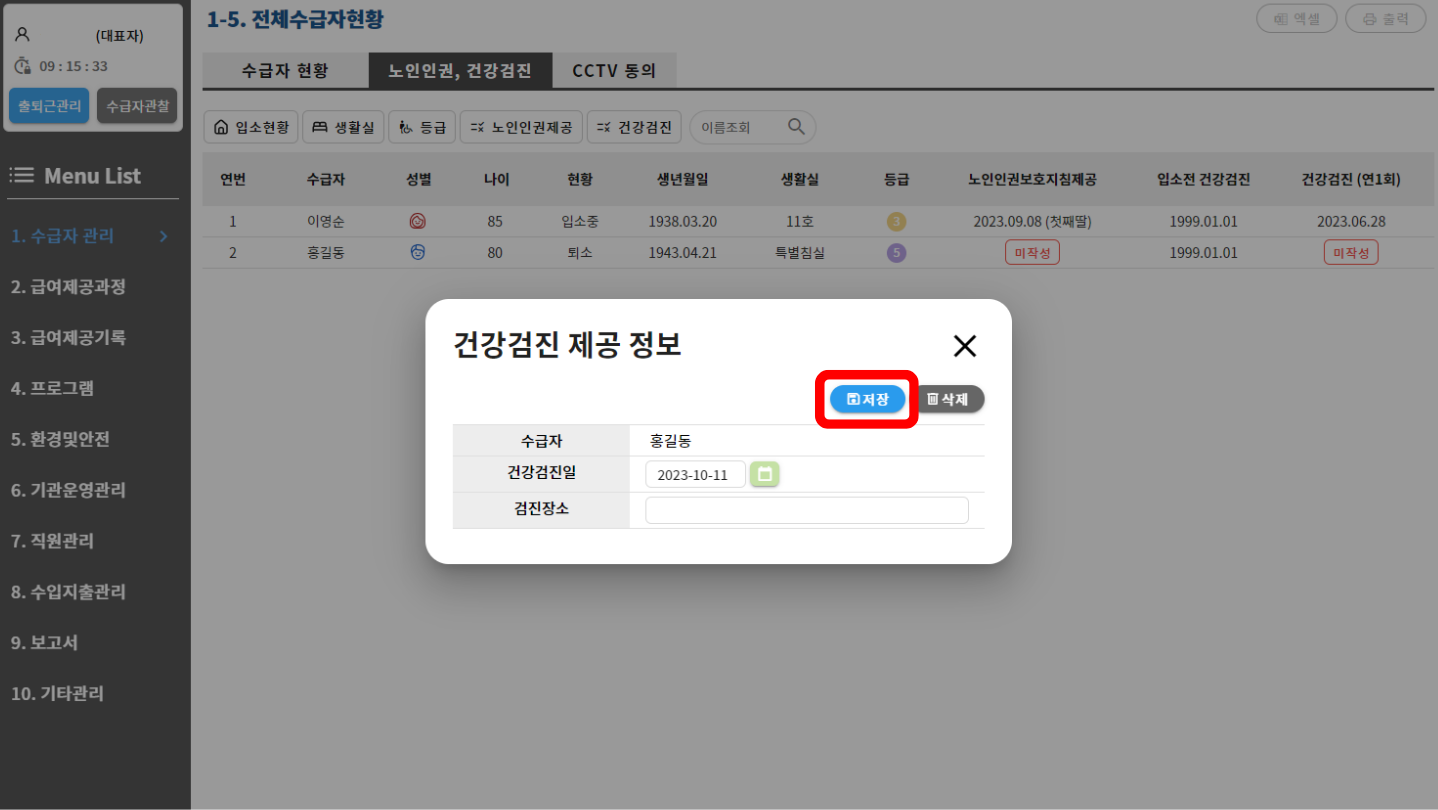 (대표자)
09 : 15 : 33
출퇴근관리 수급자관찰
Menu List
1. 수급자 관리
2. 급여제공과정
3. 급여제공기록
4. 프로그램
5. 환경및안전
6. 기관운영관리
7. 직원관리
8. 수입지출관리
9. 보고서
10. 기타관리
1-5. 전체수급자현황
엑셀 출력
수급자 현황 노인인권, 건강검진 CCTV 동의
입소현황 생활실 등급 노인인권제공 건강검진 이름조회
연번 수급자 성별 나이 현황 생년월일 생활실 등급 노인인권보호지침제공 입소전 건강검진 건강검진 (연1회)
1 이영순 85 입소중 1938.03.20 11호 3 2023.09.08 (첫째딸) 1999.01.01 2023.06.28
2 홍길동 80 퇴소 1943.04.21 특별침실 5 미작성 1999.01.01 미작성
건강검진 제공 정보
저장 삭제
수급자 홍길동
건강검진일 2023-10-11
검진장소